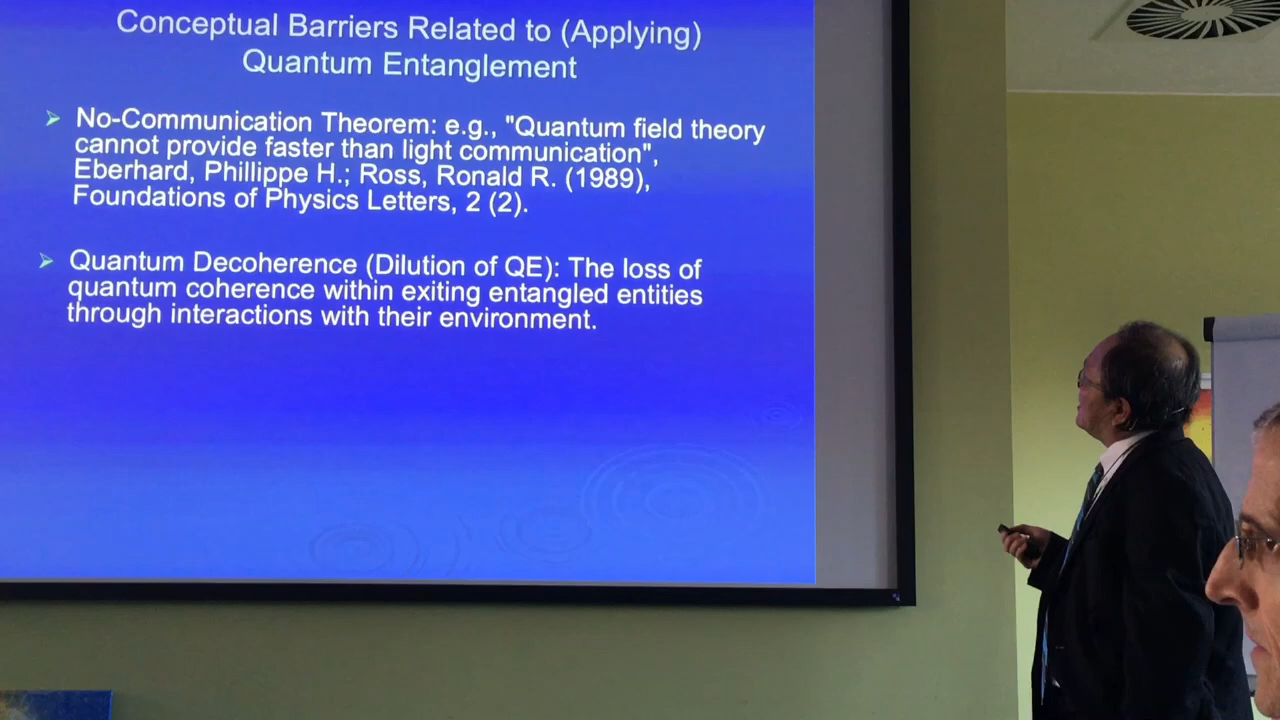 Conceptual Barriers Related to (Applying)
Quantum Entanglement
No-Communication Theorem: e.g., "Quantum field theory
cannot provide faster than light communication",
Eberhard, Phillippe H.; Ross, Ronald R. (1989),
Foundations of Physics Letters, 2 (2).
Quantum Decoherence (Dilution of QE): The loss of
quantum coherence within exiting entangled entities
through interactions with their environment.